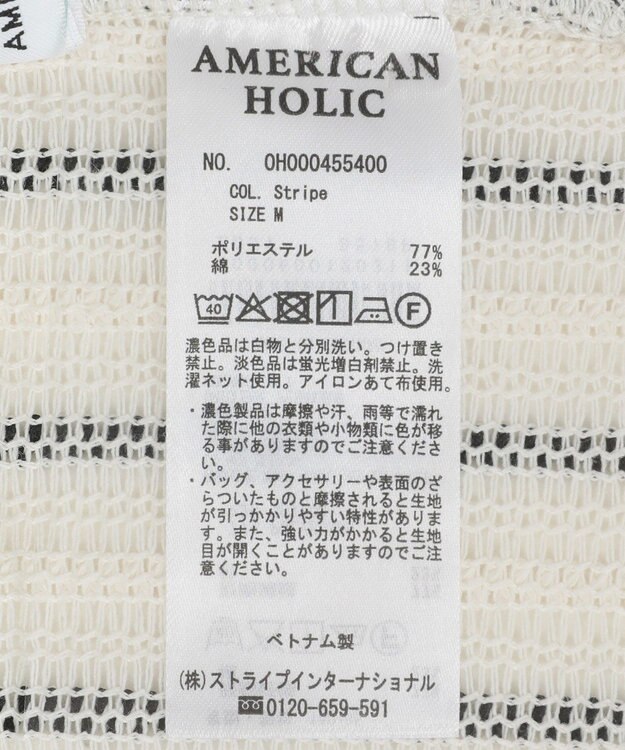 AMERICAN
HOLIC
NO. 0H000455400
COL. Stripe
SIZE M
ポリエステル 77%
綿 23%
40
F
濃色品は白物と分別洗い。つけ置き
禁止。淡色品は蛍光増白剤禁止。洗
濯ネット使用。アイロンあて布使用。
・濃色製品は摩擦や汗、雨等で濡れ
た際に他の衣類や小物類に色が移
る事がありますのでご注意くださ
い。
・バッグ、アクセサリーや表面のざ
らついたものと摩擦されると生地
が引っかかりやすい特性がありま
す。また、強い力がかかると生地
目が開くことがありますのでご注
意ください。
ベトナム製
(株)ストライプインターナショナル
0120-659-591